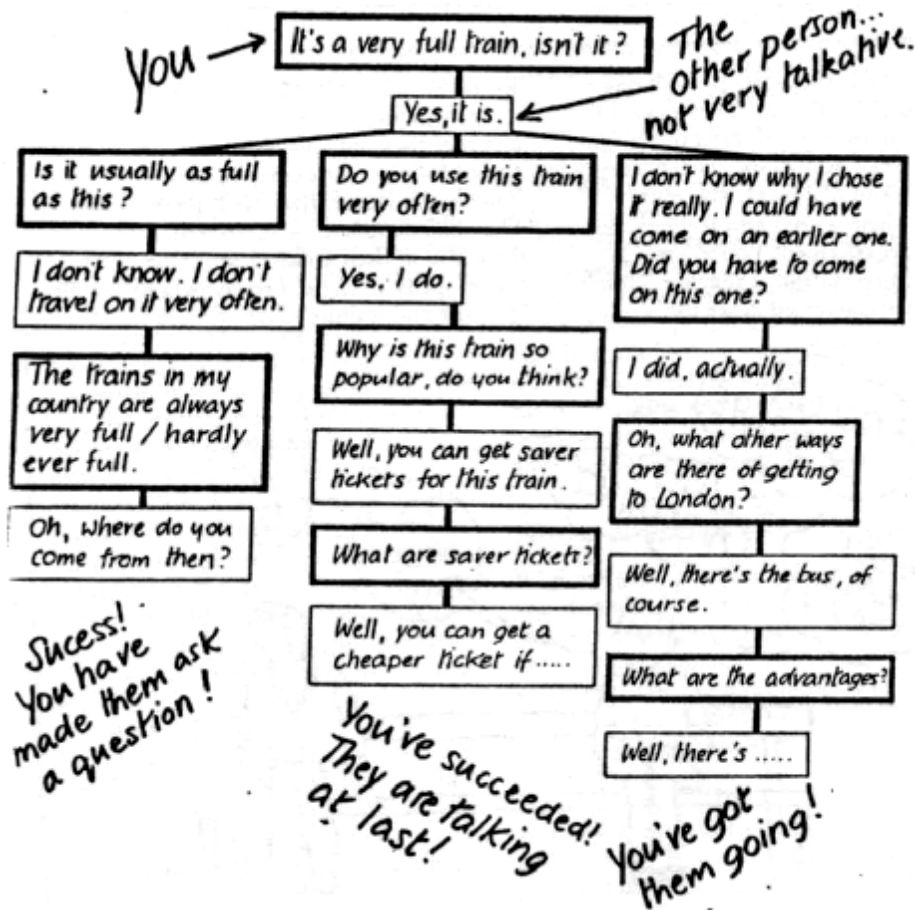 You
It's a very full train, isn't it?
The
other person...
not very talkative.
Yes, it is.
Is it usually as full
as this?
I don't know. I don't
travel on it very often.
The trains in my
country are always
very full / hardly
ever full.
Oh, where do you
come from then?
Sucess!
You have
made them ask
a question!
Do you use this train
very often?
Yes, I do.
Why is this train so
popular, do you think?
Well, you can get saver
tickets for this train.
What are saver tickets?
Well, you can get a
cheaper ticket if.....
You've succeeded!
They are talking
at last!
I don't know why I chose
it really. I could have
come on an earlier one.
Did you have to come
on this one?
I did, actually.
Oh, what other ways
are there of getting
to London?
Well, there's the bus, of
course.
What are the advantages?
Well, there's .....
You've got
them going!